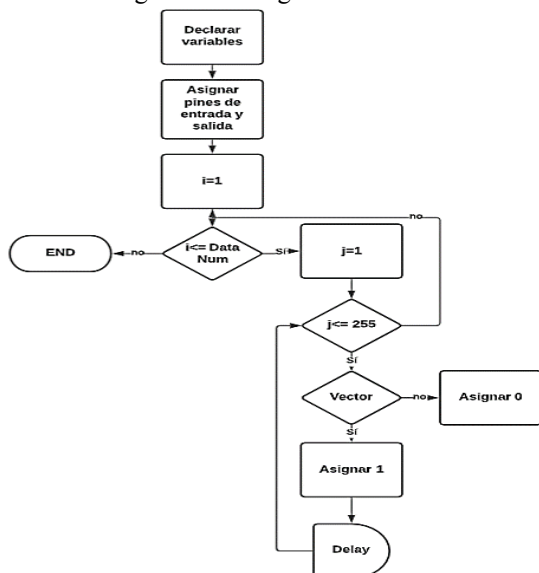 Declarar
variables
Asignar
pines de
entrada y
salida
i=1
no
END
no
i<= Data
Num
Sí
j=1
j<= 255
Sí
Vector
no
Asignar 0
Sí
Asignar 1
Delay